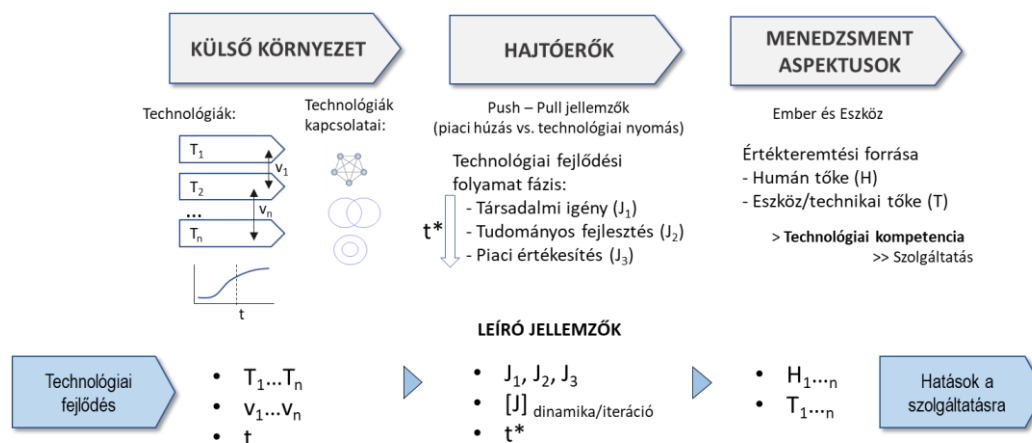 KÜLSŐ KÖRNYEZET
HAJTÓERŐK
MENEDZSMENT
ASPEKTUSOK
Technológiák:
Technológiák
kapcsolatai:
T1
v1
T2
...
vn
Tn
t
Push – Pull jellemzők
(piaci húzás vs. technológiai nyomás)
Technológiai fejlődési
folyamat fázis:
- Társadalmi igény (J1)
t*
- Tudományos fejlesztés (J2)
- Piaci értékesítés (J3)
Ember és Eszköz
Értékteremtési forrása
- Humán tőke (H)
- Eszköz/technikai tőke (T)
> Technológiai kompetencia
>> Szolgáltatás
LEÍRÓ JELLEMZŐK
Technológiai
fejlődés
• T1...Tn
• v1...vn
• t
• J1, J2, J3
• [J] dinamika/iteráció
• t*
• H1...n
• T1...n
Hatások a
szolgáltatásra